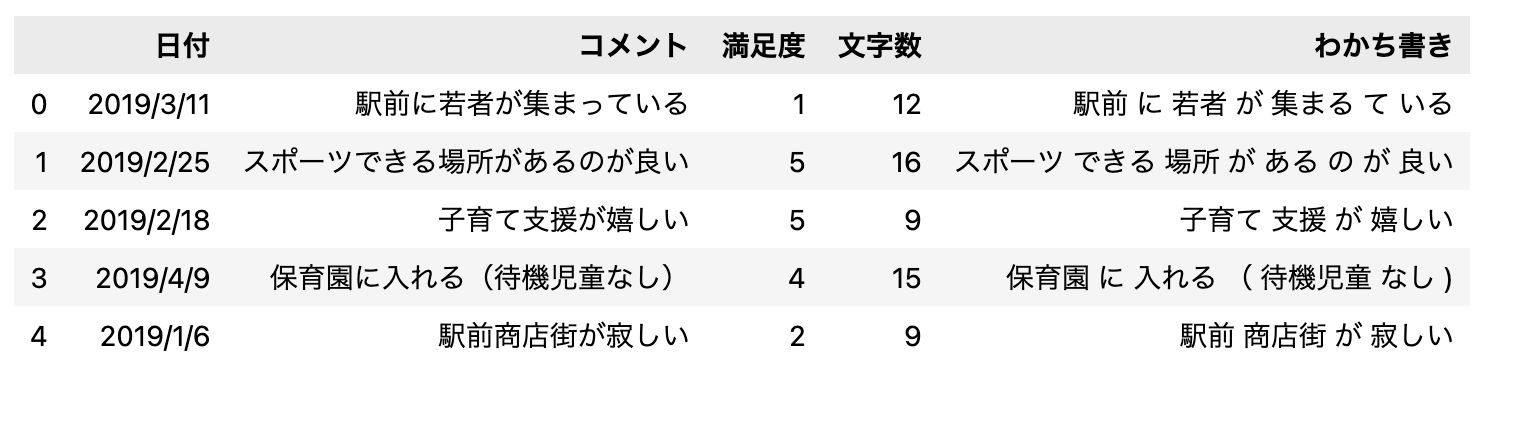 日付 コメント 満足度 文字数 わかち書き
0 2019/3/11 駅前に若者が集まっている 1 12 駅前 に 若者 が 集まる て いる
1 2019/2/25 スポーツできる場所があるのが良い 5 16 スポーツ できる 場所 が ある の が 良い
2 2019/2/18 子育て支援が嬉しい 5 9 子育て 支援 が 嬉しい
3 2019/4/9 保育園に入れる（待機児童なし） 4 15 保育園 に 入れる （ 待機児童 なし )
4 2019/1/6 駅前商店街が寂しい 2 9 駅前 商店街 が 寂しい